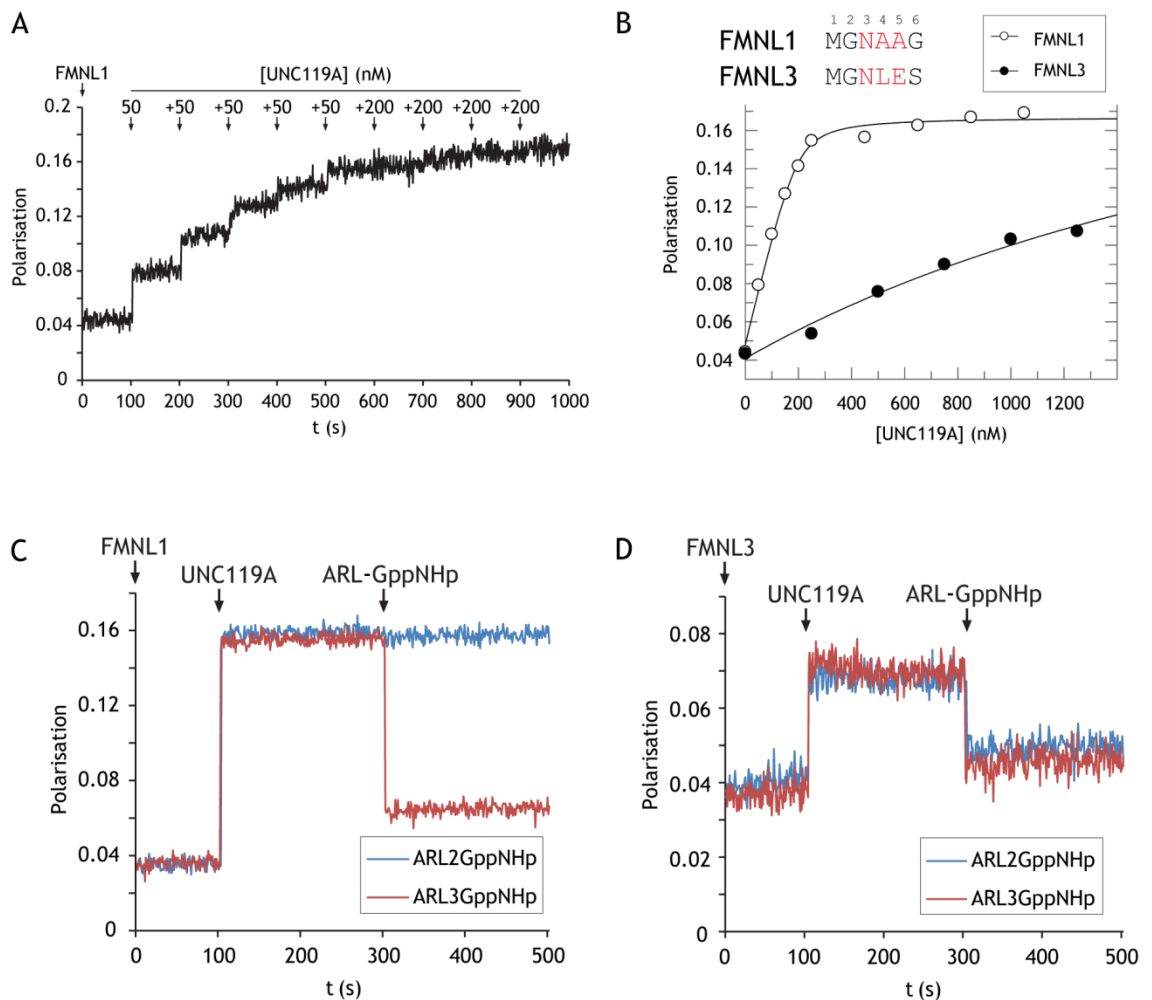 A
FMNL1
[UNC119A] (nM)
50 +50 +50 +50 +50 +200 +200 +200 +200
0.2
0.16
0.12
0.08
0.04
0
Polarisation
0 100 200 300 400 500 600 700 800 900 1000
t (s)
B
1 2 3 4 5 6
FMNL1 MGNAAG
FMNL3 MGNLES
FMNL1
FMNL3
0.16
0.14
0.12
0.10
0.08
0.06
0.04
Polarisation
0 200 400 600 800 1000 1200
[UNC119A] (nM)
C
FMNL1
UNC119A
ARL-GppNHp
0.16
0.12
0.08
0.04
0
Polarisation
ARL2GppNHp
ARL3GppNHp
0 100 200 300 400 500
t (s)
D
FMNL3
UNC119A
ARL-GppNHp
0.08
0.06
0.04
0.02
0
Polarisation
ARL2GppNHp
ARL3GppNHp
0 100 200 300 400 500
t (s)